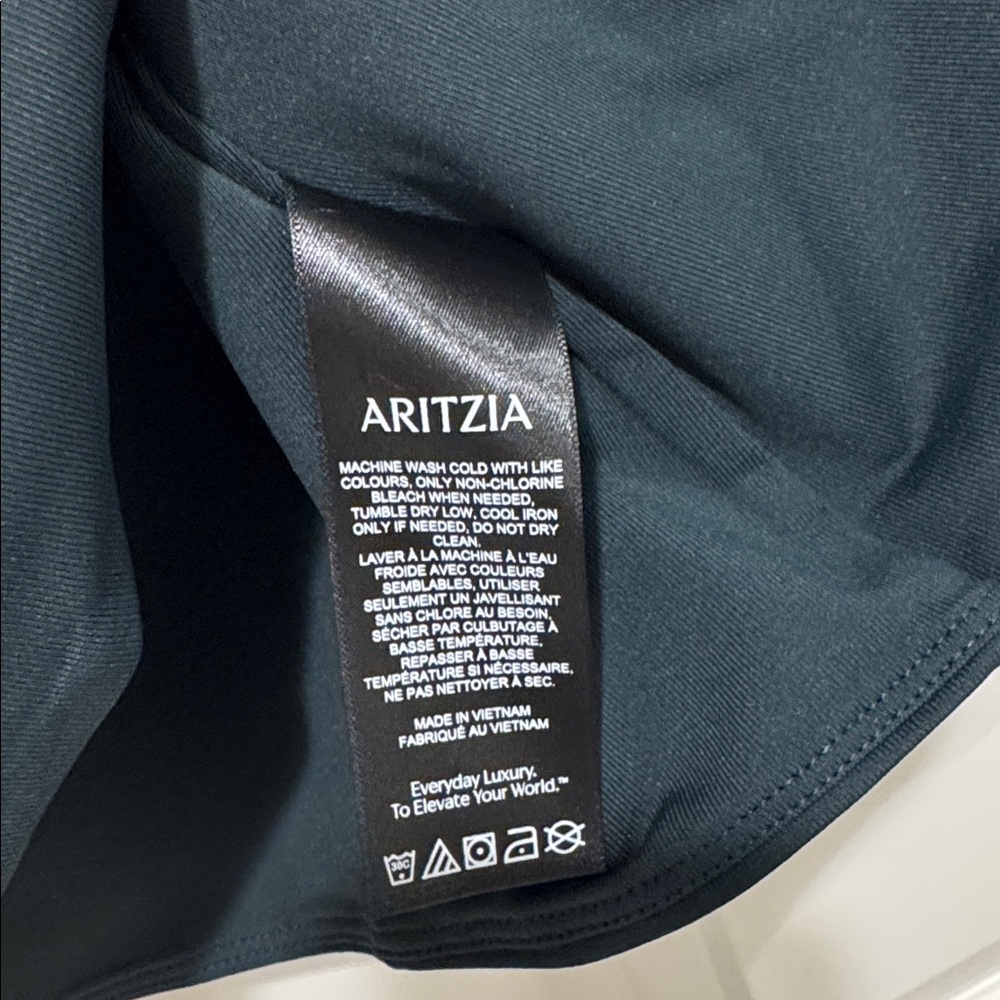 ARITZIA
MACHINE WASH COLD WITH LIKE
COLOURS, ONLY NON-CHLORINE
BLEACH WHEN NEEDED,
TUMBLE DRY LOW, COOL IRON
ONLY IF NEEDED, DO NOT DRY
CLEAN.
LAVER À LA MACHINE À L'EAU
FROIDE AVEC COULEURS
SEMBLABLES, UTILISER
SEULEMENT UN JAVELLISANT
SANS CHLORE AU BESOIN,
SÉCHER PAR CULBUTAGE À
BASSE TEMPÉRATURE,
REPASSER À BASSE
TEMPÉRATURE SI NÉCESSAIRE,
NE PAS NETTOYER À SEC.
MADE IN VIETNAM
FABRIQUÉ AU VIETNAM
Everyday Luxury.
To Elevate Your World.™
30C